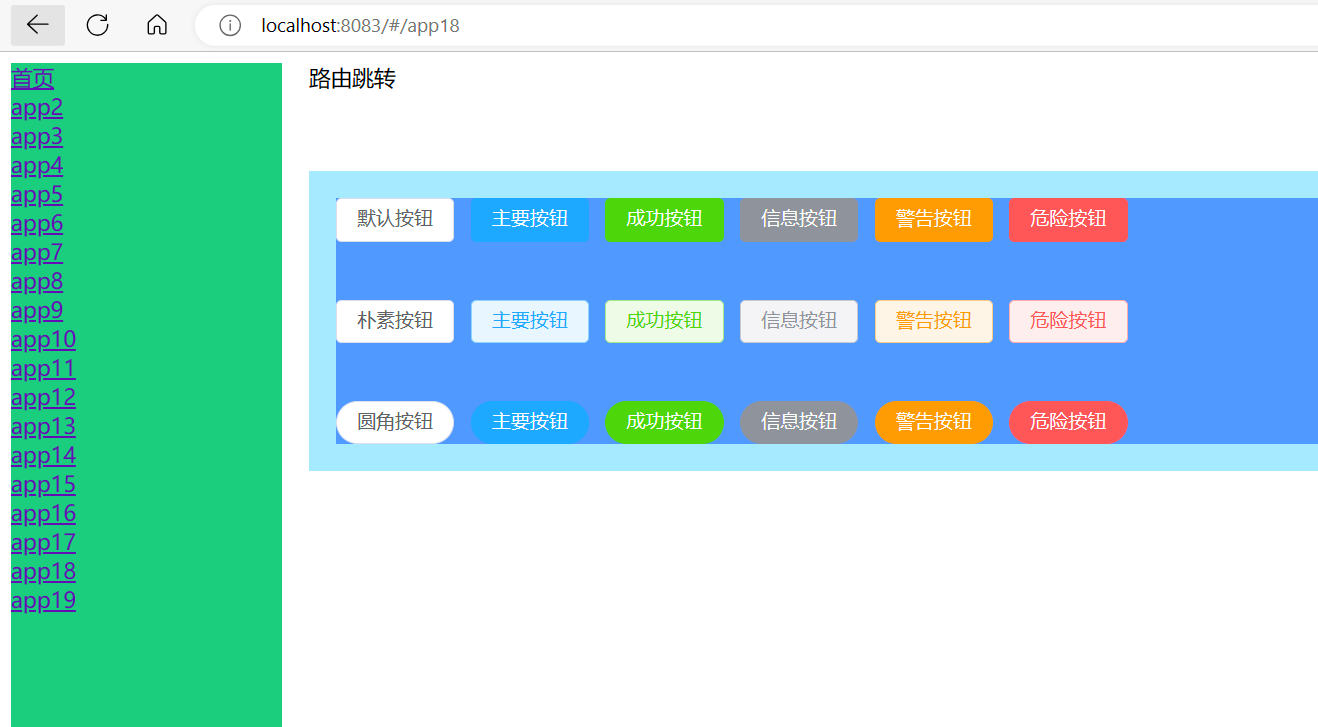 localhost:8083/#/app18
首页
app2
app3
app4
app5
app6
app7
app8
app9
app10
app11
app12
app13
app14
app15
app16
app17
app18
app19
路由跳转
默认按钮 主要按钮 成功按钮 信息按钮 警告按钮 危险按钮
朴素按钮 主要按钮 成功按钮 信息按钮 警告按钮 危险按钮
圆角按钮 主要按钮 成功按钮 信息按钮 警告按钮 危险按钮